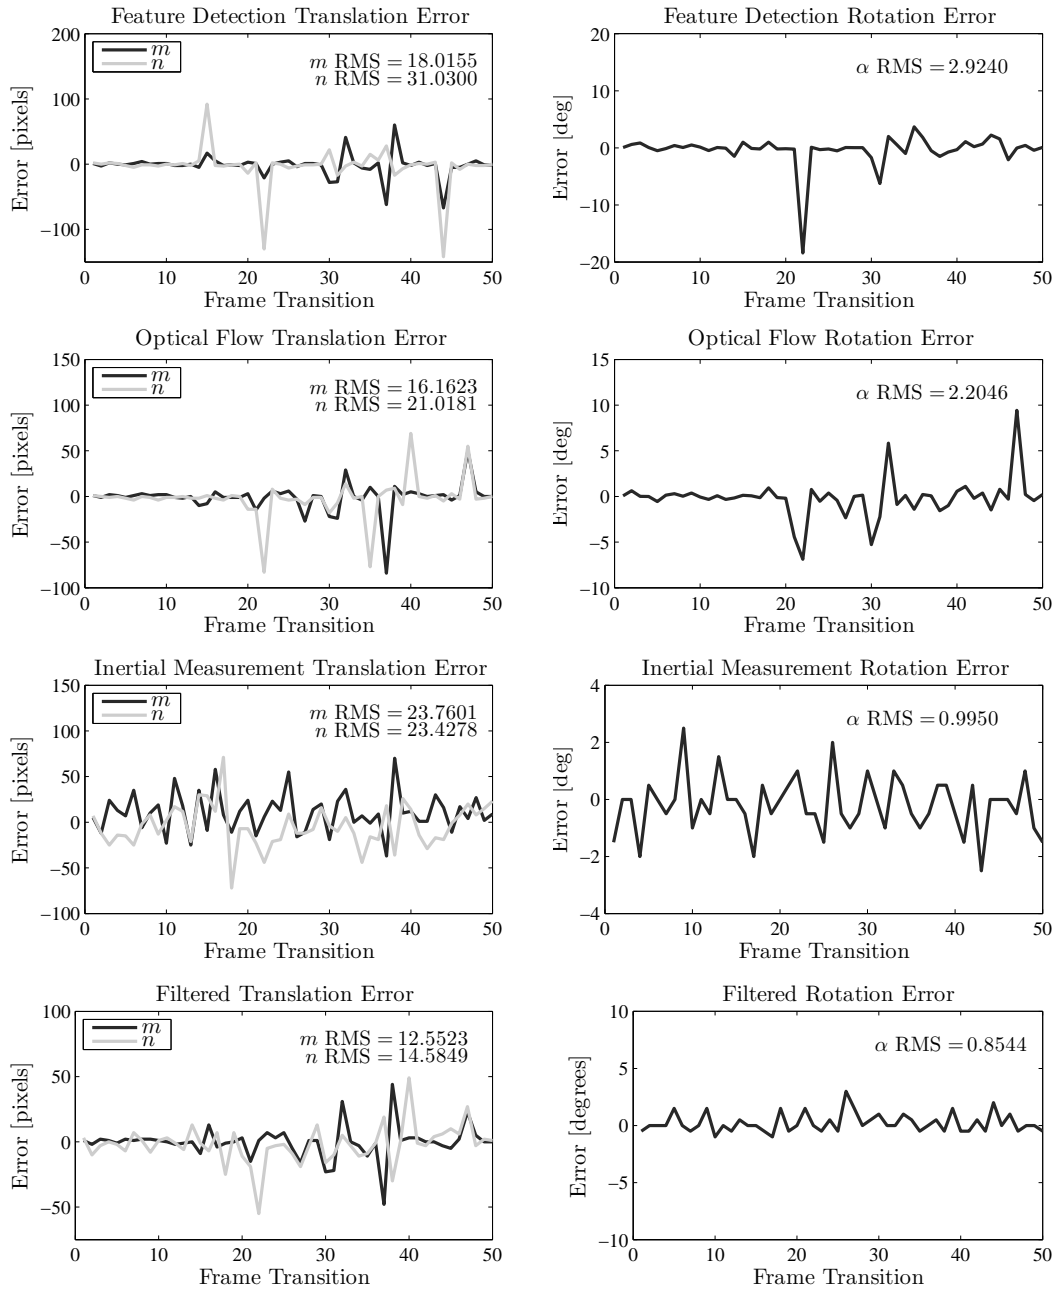 Feature Detection Translation Error
200
100
0
−100
0 10 20 30 40 50
Error [pixels]
Frame Transition
m
n
m RMS = 18.0155
n RMS = 31.0300
Feature Detection Rotation Error
20
10
0
−10
−20
0 10 20 30 40 50
Error [deg]
Frame Transition
α RMS = 2.9240
Optical Flow Translation Error
150
100
50
0
−50
−100
0 10 20 30 40 50
Error [pixels]
Frame Transition
m
n
m RMS = 16.1623
n RMS = 21.0181
Optical Flow Rotation Error
15
10
5
0
−5
−10
0 10 20 30 40 50
Error [deg]
Frame Transition
α RMS = 2.2046
Inertial Measurement Translation Error
150
100
50
0
−50
−100
0 10 20 30 40 50
Error [pixels]
Frame Transition
m
n
m RMS = 23.7601
n RMS = 23.4278
Inertial Measurement Rotation Error
4
2
0
−2
−4
0 10 20 30 40 50
Error [deg]
Frame Transition
α RMS = 0.9950
Filtered Translation Error
100
50
0
−50
0 10 20 30 40 50
Error [pixels]
Frame Transition
m
n
m RMS = 12.5523
n RMS = 14.5849
Filtered Rotation Error
10
5
0
−5
−10
0 10 20 30 40 50
Error [degrees]
Frame Transition
α RMS = 0.8544